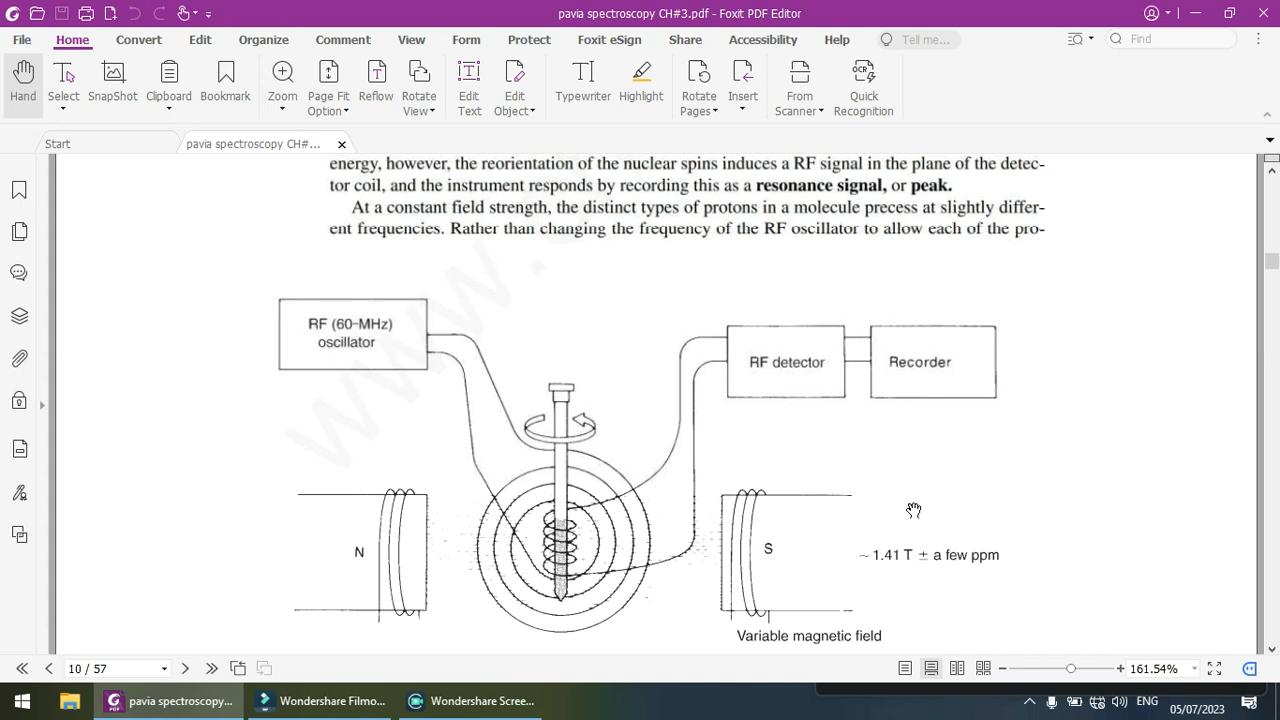 pavia spectroscopy CH#3.pdf - Foxit PDF Editor
File Home Convert Edit Organize Comment View Form Protect Foxit eSign Share Accessibility Help Tell me... Find
Hand Select SnapShot Clipboard Bookmark Zoom Page Fit Option Reflow Rotate View Edit Text Edit Object Typewriter Highlight Rotate Pages Insert From Scanner Quick Recognition
OCR
Start pavia spectroscopy CH#...
energy, however, the reorientation of the nuclear spins induces a RF signal in the plane of the detec-
tor coil, and the instrument responds by recording this as a resonance signal, or peak.
At a constant field strength, the distinct types of protons in a molecule precess at slightly differ-
ent frequencies. Rather than changing the frequency of the RF oscillator to allow each of the pro-
www.
RF (60-MHz)
oscillator
RF detector
Recorder
N
S
~ 1.41 T ± a few ppm
Variable magnetic field
10 / 57 161.54%
pavia spectroscopy... Wondershare Filmo... Wondershare Scree... ENG 5:36 pm
05/07/2023